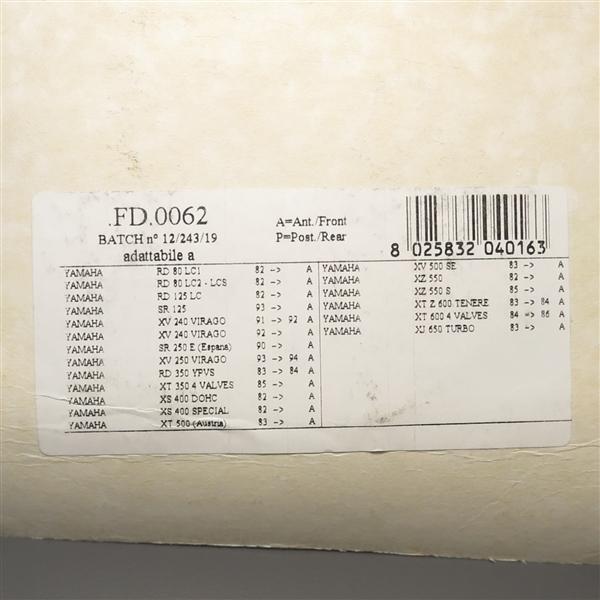 .FD.0062
BATCH nº 12/243/19
adattabile a
A=Ant./Front
P=Post./Rear
8 025832 040163
YAMAHA RD 80 LC1 82 -> A
YAMAHA RD 80 LC2 - LCS 82 -> A
YAMAHA RD 125 LC 82 -> A
YAMAHA SR 125 93 -> A
YAMAHA XV 240 VIRAGO 91 -> 92 A
YAMAHA XV 240 VIRAGO 92 -> A
YAMAHA SR 250 E (Espana) 90 -> A
YAMAHA XV 250 VIRAGO 93 -> 94 A
YAMAHA RD 350 YPVS 83 -> 84 A
YAMAHA XT 350 4 VALVES 85 -> A
YAMAHA XS 400 DOHC 82 -> A
YAMAHA XS 400 SPECIAL 82 -> A
YAMAHA XT 500 (Austria) 83 -> A
YAMAHA XV 500 SE 83 -> A
YAMAHA XZ 550 82 -> A
YAMAHA XZ 550 S 85 -> A
YAMAHA XT Z 600 TENERE 83 -> 84 A
YAMAHA XT 600 4 VALVES 84 -> 86 A
YAMAHA XJ 650 TURBO 83 -> A